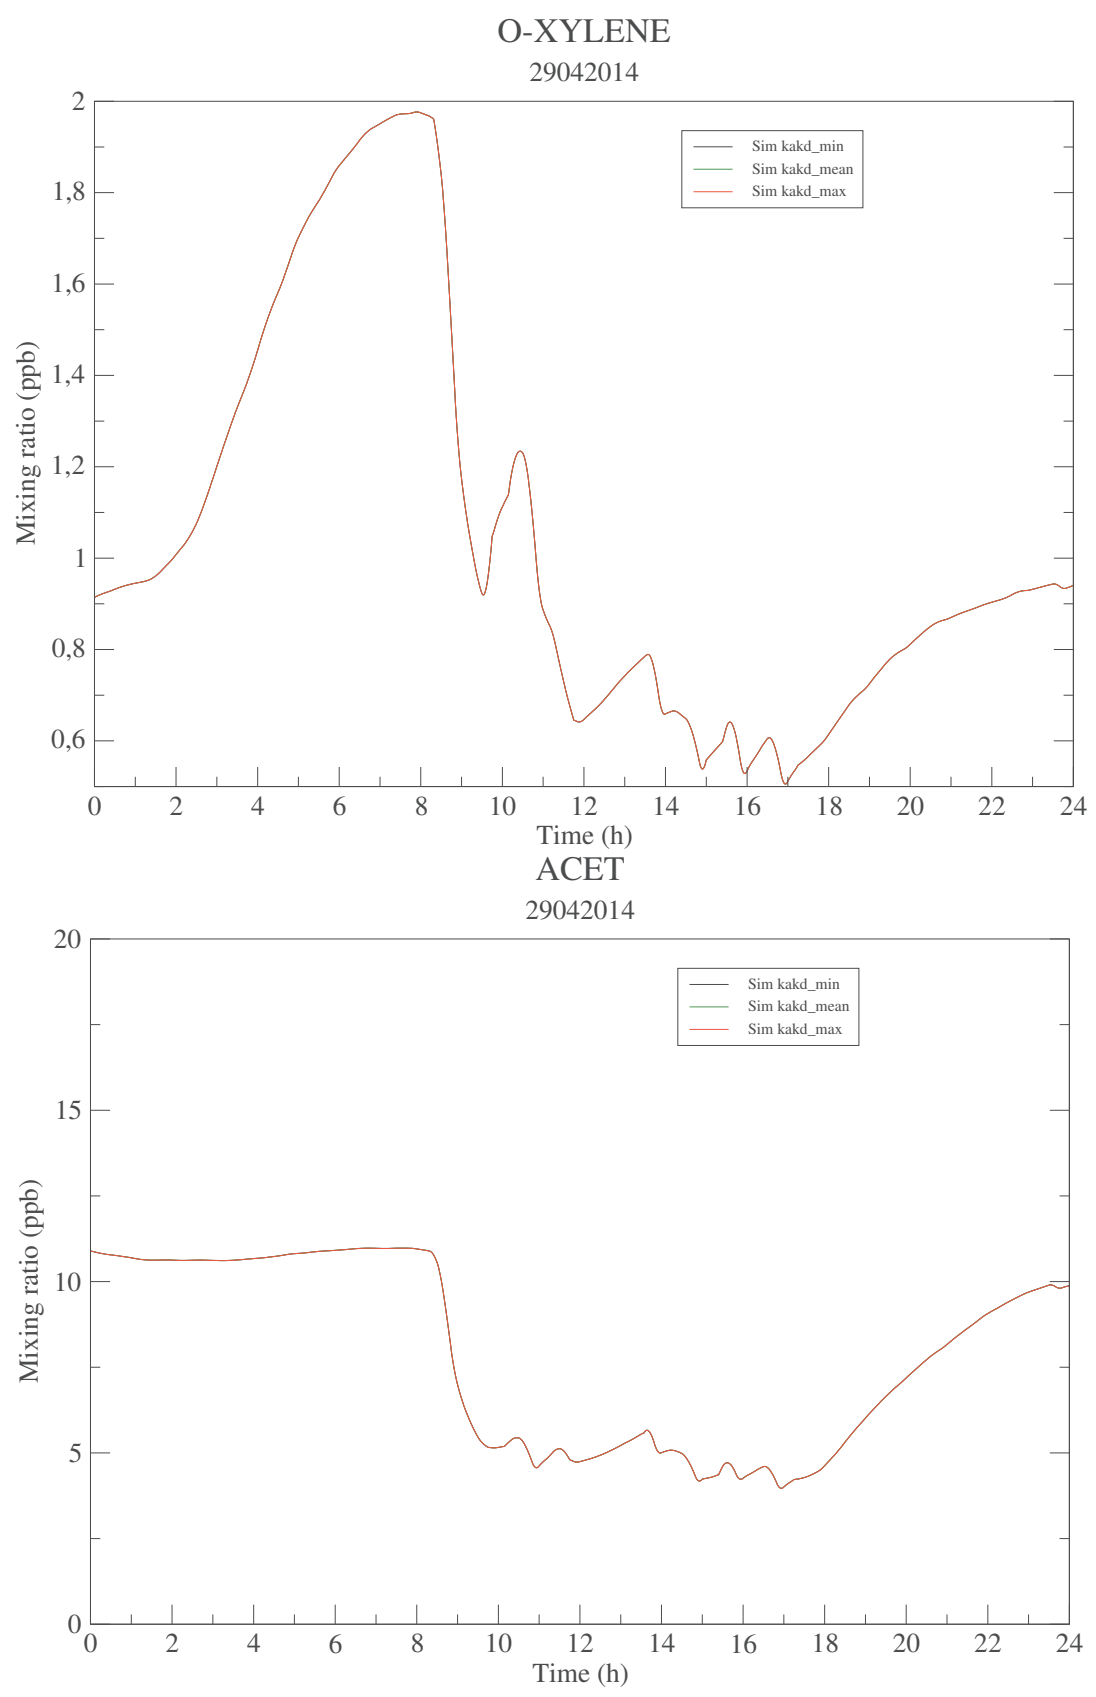 O-XYLENE
29042014
2
1,8
1,6
1,4
1,2
1
0,8
0,6
Mixing ratio (ppb)
Sim kakd_min
Sim kakd_mean
Sim kakd_max
0 2 4 6 8 10 12 14 16 18 20 22 24
Time (h)
ACET
29042014
20
15
10
5
0
Mixing ratio (ppb)
Sim kakd_min
Sim kakd_mean
Sim kakd_max
0 2 4 6 8 10 12 14 16 18 20 22 24
Time (h)